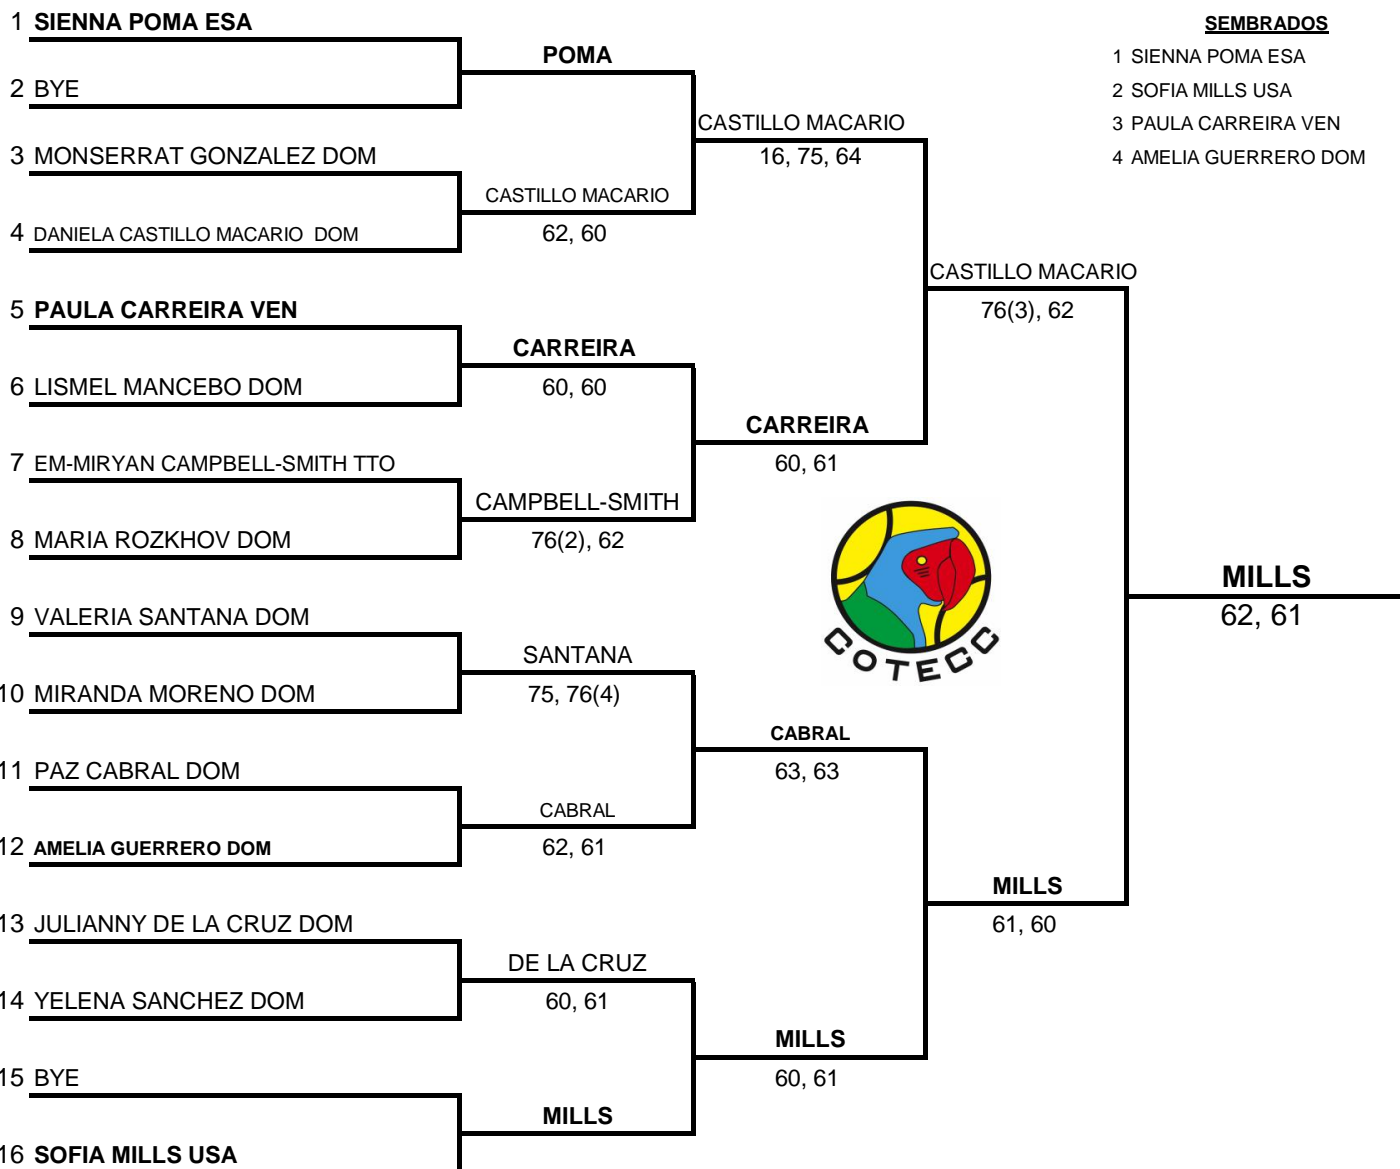 1 SIENNA POMA ESA
SEMBRADOS
POMA
1 SIENNA POMA ESA
2 BYE
2 SOFIA MILLS USA
CASTILLO MACARIO
3 PAULA CARREIRA VEN
3 MONSERRAT GONZALEZ DOM
16, 75, 64
4 AMELIA GUERRERO DOM
CASTILLO MACARIO
4 DANIELA CASTILLO MACARIO DOM
62, 60
CASTILLO MACARIO
5 PAULA CARREIRA VEN
76(3), 62
CARREIRA
6 LISMEL MANCEBO DOM
60, 60
CARREIRA
7 EM-MIRYAN CAMPBELL-SMITH TTO
60, 61
CAMPBELL-SMITH
8 MARIA ROZKHOV DOM
76(2), 62
MILLS
9 VALERIA SANTANA DOM
62, 61
COTECC
SANTANA
10 MIRANDA MORENO DOM
75, 76(4)
CABRAL
11 PAZ CABRAL DOM
63, 63
CABRAL
12 AMELIA GUERRERO DOM
62, 61
MILLS
13 JULIANNY DE LA CRUZ DOM
61, 60
DE LA CRUZ
14 YELENA SANCHEZ DOM
60, 61
MILLS
15 BYE
60, 61
MILLS
16 SOFIA MILLS USA